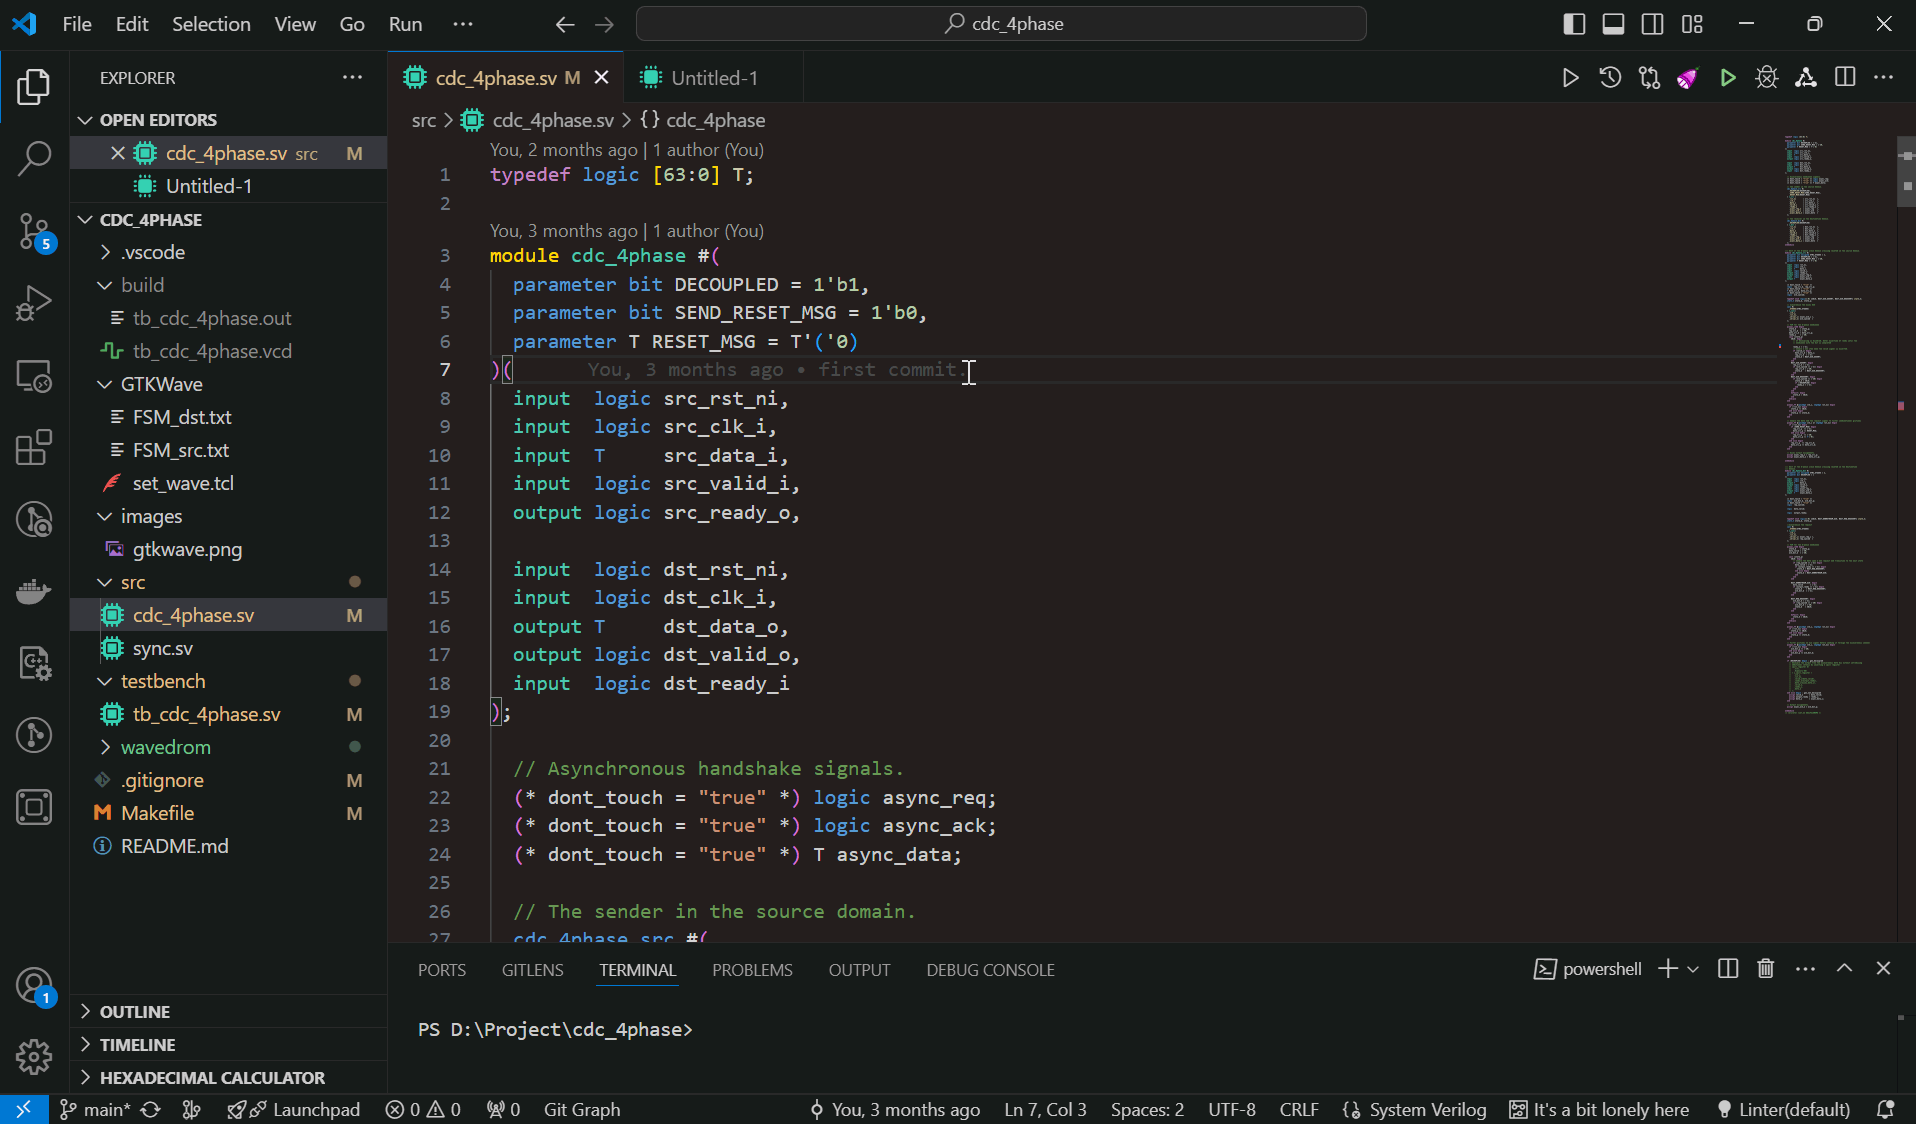 File Edit Selection View Go Run
cdc_4phase
EXPLORER
OPEN EDITORS
cdc_4phase.sv src M
Untitled-1
CDC_4PHASE
.vscode
build
tb_cdc_4phase.out
tb_cdc_4phase.vcd
GTKWave
FSM_dst.txt
FSM_src.txt
set_wave.tcl
images
gtkwave.png
src
cdc_4phase.sv M
sync.sv
testbench
tb_cdc_4phase.sv M
wavedrom
.gitignore M
Makefile M
README.md
OUTLINE
TIMELINE
HEXADECIMAL CALCULATOR
5
1
cdc_4phase.sv M Untitled-1
src > cdc_4phase.sv > {} cdc_4phase
You, 2 months ago | 1 author (You)
1 typedef logic [63:0] T;
2
You, 3 months ago | 1 author (You)
3 module cdc_4phase #(
4 parameter bit DECOUPLED = 1'b1,
5 parameter bit SEND_RESET_MSG = 1'b0,
6 parameter T RESET_MSG = T'('0)
7 )( You, 3 months ago • first commit.
8 input logic src_rst_ni,
9 input logic src_clk_i,
10 input T src_data_i,
11 input logic src_valid_i,
12 output logic src_ready_o,
13
14 input logic dst_rst_ni,
15 input logic dst_clk_i,
16 output T dst_data_o,
17 output logic dst_valid_o,
18 input logic dst_ready_i
19 );
20
21 // Asynchronous handshake signals.
22 (* dont_touch = "true" *) logic async_req;
23 (* dont_touch = "true" *) logic async_ack;
24 (* dont_touch = "true" *) T async_data;
25
26 // The sender in the source domain.
27 cdc_4phase_src #(
PORTS GITLENS TERMINAL PROBLEMS OUTPUT DEBUG CONSOLE
powershell
PS D:\Project\cdc_4phase>
main* Launchpad 0 0 0 Git Graph You, 3 months ago Ln 7, Col 3 Spaces: 2 UTF-8 CRLF System Verilog It's a bit lonely here Linter(default)